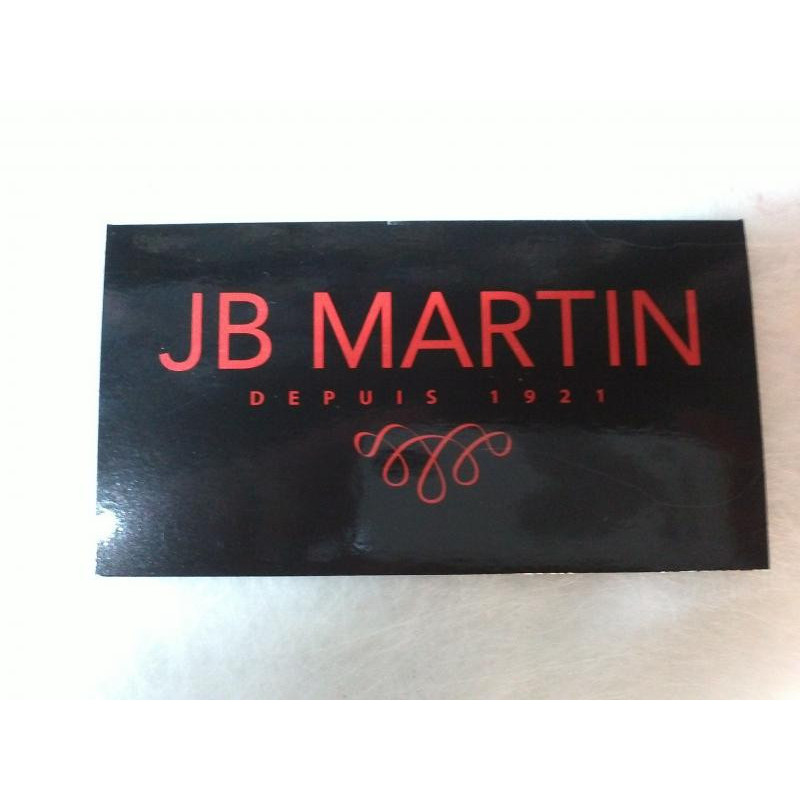 JB MARTIN
DEPUIS 1921